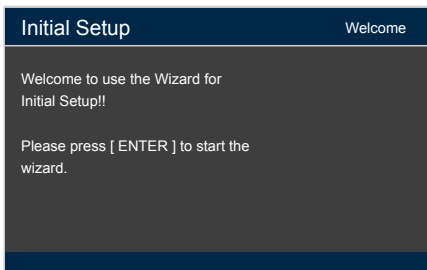 Initial Setup
Welcome
Welcome to use the Wizard for
Initial Setup!!
Please press [ ENTER ] to start the
wizard.